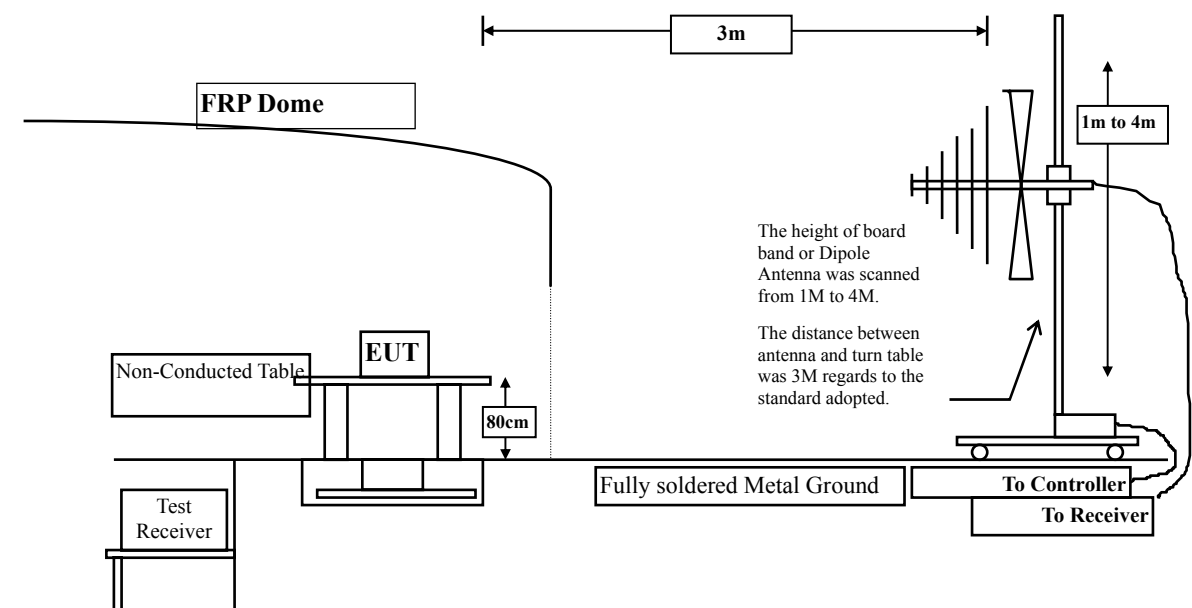 3m
FRP Dome
1m to 4m
The height of board
band or Dipole
Antenna was scanned
from 1M to 4M.
The distance between
antenna and turn table
was 3M regards to the
standard adopted.
EUT
Non-Conducted Table
80cm
Fully soldered Metal Ground
To Controller
To Receiver
Test
Receiver